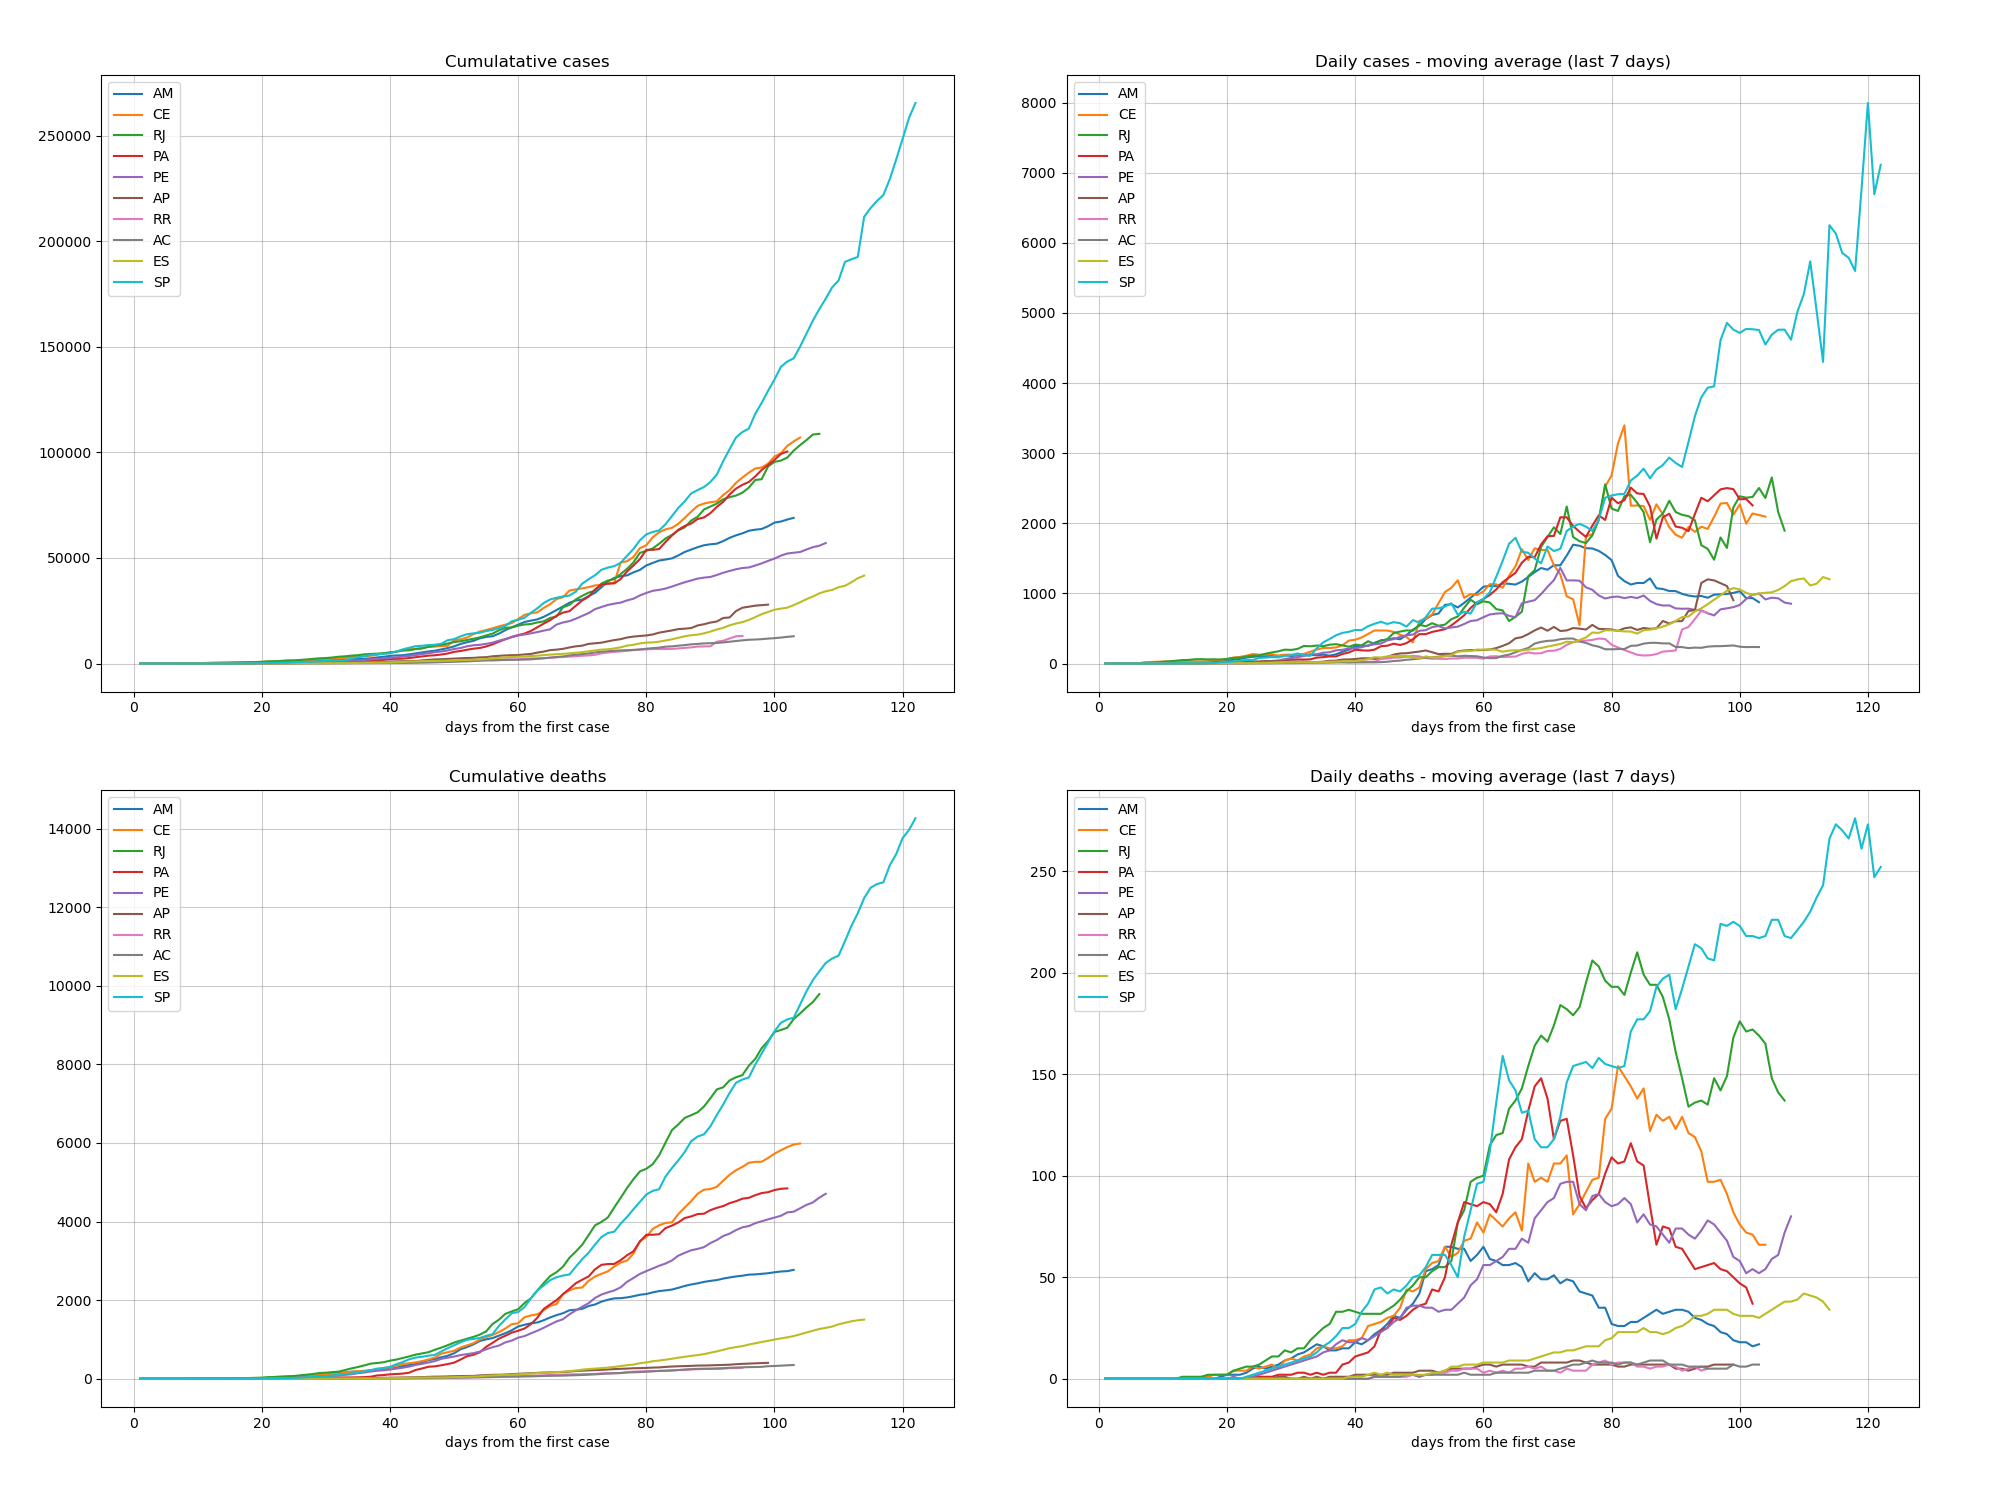 Cumulatative cases
AM
CE
RJ
PA
PE
AP
RR
AC
ES
SP
250000
200000
150000
100000
50000
0
0 20 40 60 80 100 120
days from the first case
Daily cases - moving average (last 7 days)
AM
CE
RJ
PA
PE
AP
RR
AC
ES
SP
8000
7000
6000
5000
4000
3000
2000
1000
0
0 20 40 60 80 100 120
days from the first case
Cumulative deaths
AM
CE
RJ
PA
PE
AP
RR
AC
ES
SP
14000
12000
10000
8000
6000
4000
2000
0
0 20 40 60 80 100 120
days from the first case
Daily deaths - moving average (last 7 days)
AM
CE
RJ
PA
PE
AP
RR
AC
ES
SP
250
200
150
100
50
0
0 20 40 60 80 100 120
days from the first case